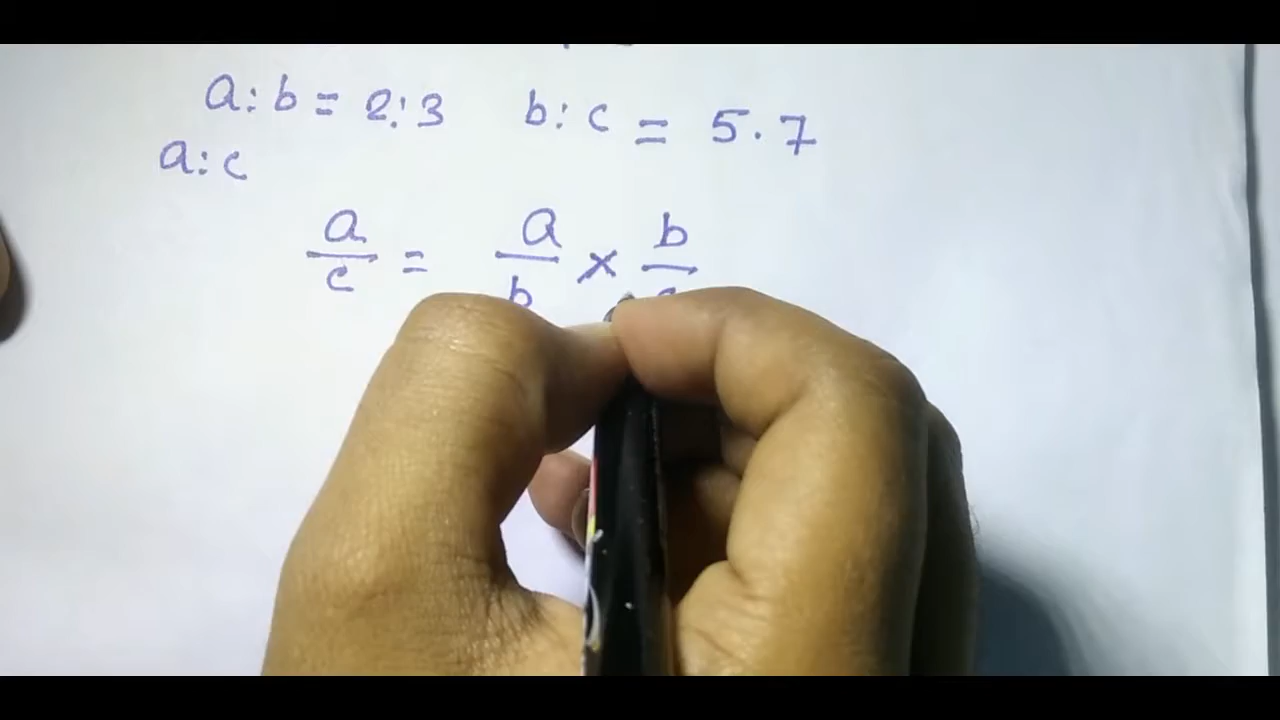 a:b = 2:3 b:c = 5.7
a:c
a/c = a/b × b/